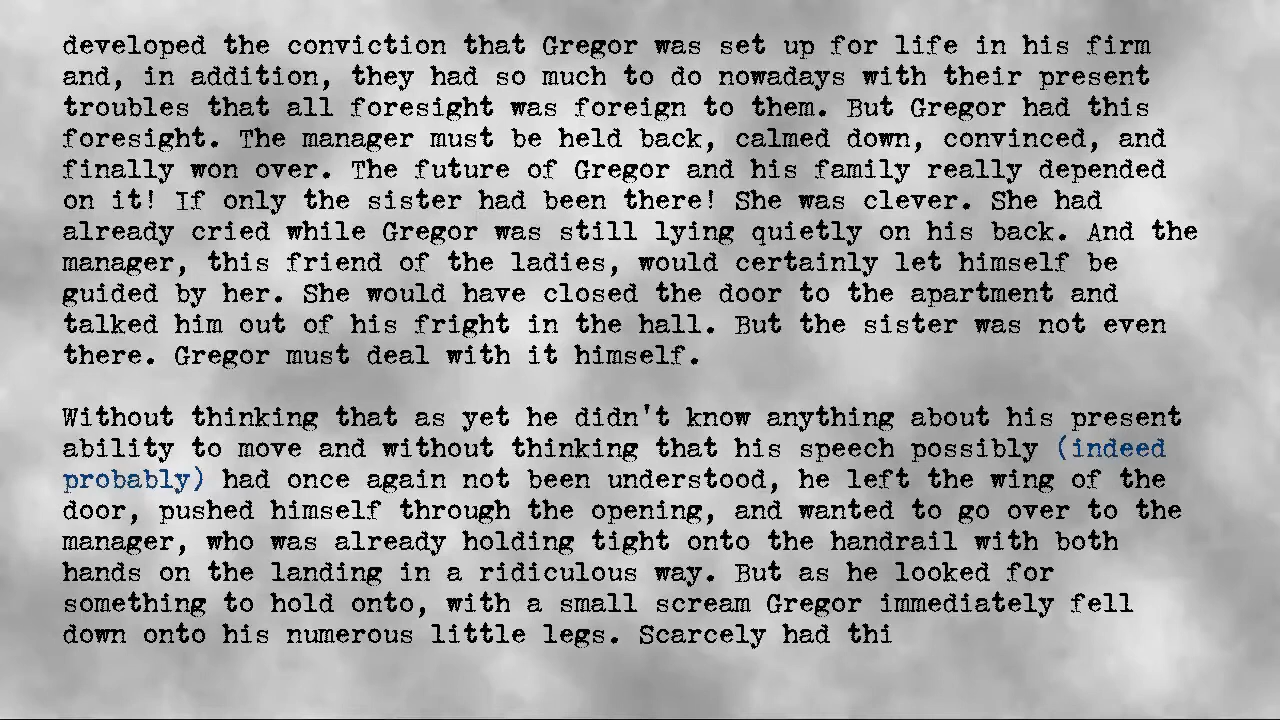 developed the conviction that Gregor was set up for life in his firm
and, in addition, they had so much to do nowadays with their present
troubles that all foresight was foreign to them. But Gregor had this
foresight. The manager must be held back, calmed down, convinced, and
finally won over. The future of Gregor and his family really depended
on it! If only the sister had been there! She was clever. She had
already cried while Gregor was still lying quietly on his back. And the
manager, this friend of the ladies, would certainly let himself be
guided by her. She would have closed the door to the apartment and
talked him out of his fright in the hall. But the sister was not even
there. Gregor must deal with it himself.

Without thinking that as yet he didn't know anything about his present
ability to move and without thinking that his speech possibly (indeed
probably) had once again not been understood, he left the wing of the
door, pushed himself through the opening, and wanted to go over to the
manager, who was already holding tight onto the handrail with both
hands on the landing in a ridiculous way. But as he looked for
something to hold onto, with a small scream Gregor immediately fell
down onto his numerous little legs. Scarcely had thi